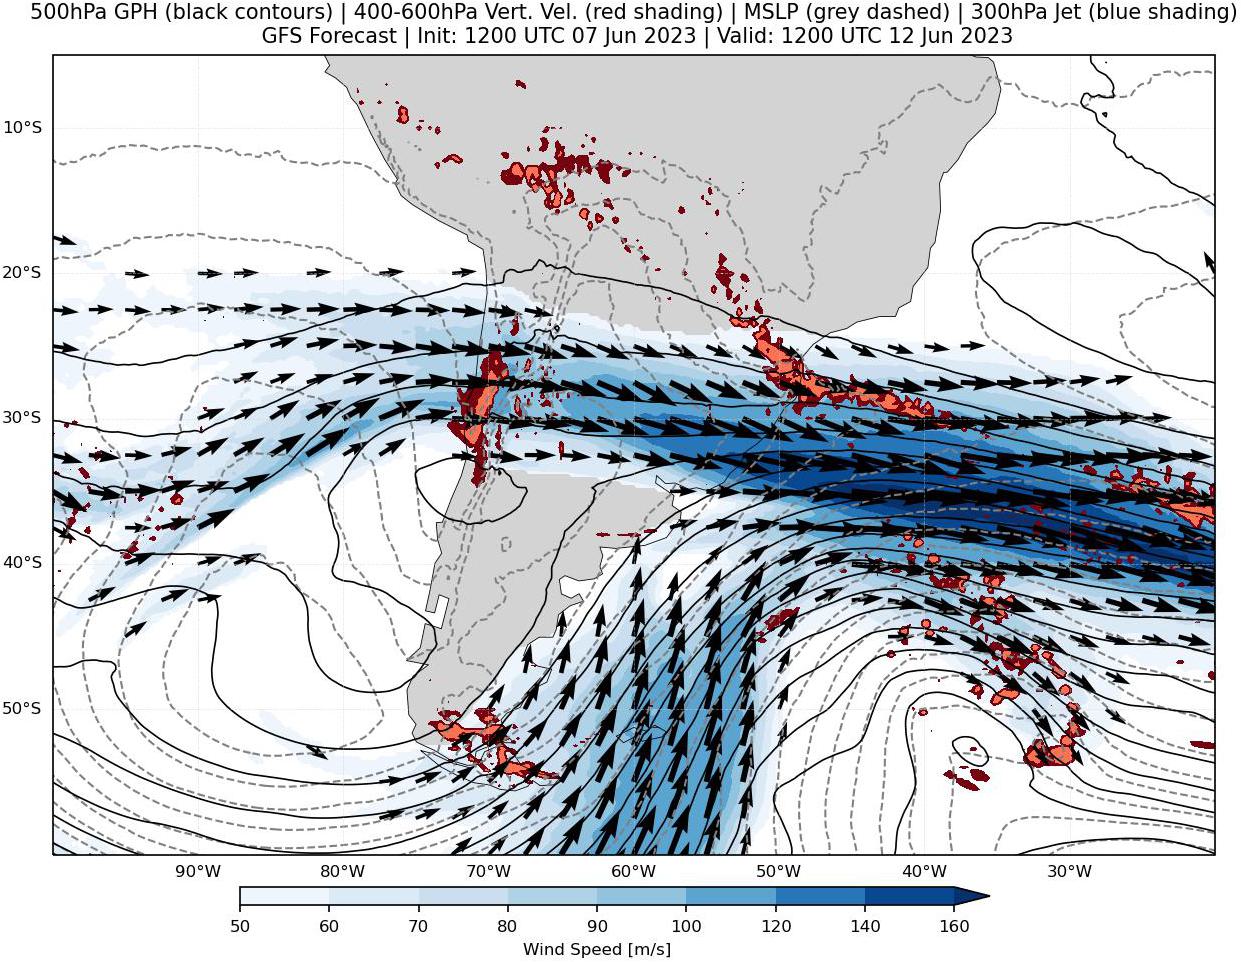 500hPa GPH (black contours) | 400-600hPa Vert. Vel. (red shading) | MSLP (grey dashed) | 300hPa Jet (blue shading)
GFS Forecast | Init: 1200 UTC 07 Jun 2023 | Valid: 1200 UTC 12 Jun 2023
10°S
20°S
30°S
40°S
50°S
90°W 80°W 70°W 60°W 50°W 40°W 30°W
50 60 70 80 90 100 120 140 160
Wind Speed [m/s]